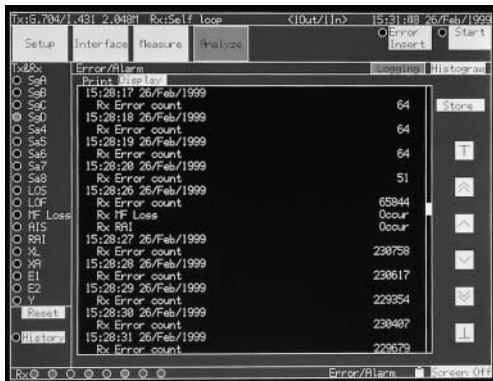 Tx:G.704/I.431 2.048M Rx:Self loop <1Out/1In> 15:31:08 26/Feb/1999
Setup Interface Measure Analyze Error Insert Start
Tx&Rx Error/Alarm Logging Histogram
Print Display
SgA
SgB
SgC
SgD
Sa4
Sa5
Sa6
Sa7
Sa8
LOS
LOF
MF Loss
AIS
RAI
XL
XA
E1
E2
Y
Reset
History
15:28:17 26/Feb/1999
Rx Error count 64
15:28:18 26/Feb/1999
Rx Error count 64
15:28:19 26/Feb/1999
Rx Error count 64
15:28:20 26/Feb/1999
Rx Error count 51
15:28:26 26/Feb/1999
Rx Error count 65844
Rx MF Loss Occur
Rx RAI Occur
15:28:27 26/Feb/1999
Rx Error count 230758
15:28:28 26/Feb/1999
Rx Error count 230617
15:28:29 26/Feb/1999
Rx Error count 229354
15:28:30 26/Feb/1999
Rx Error count 230407
15:28:31 26/Feb/1999
Rx Error count 229679
Store
Rx Error/Alarm Screen Off